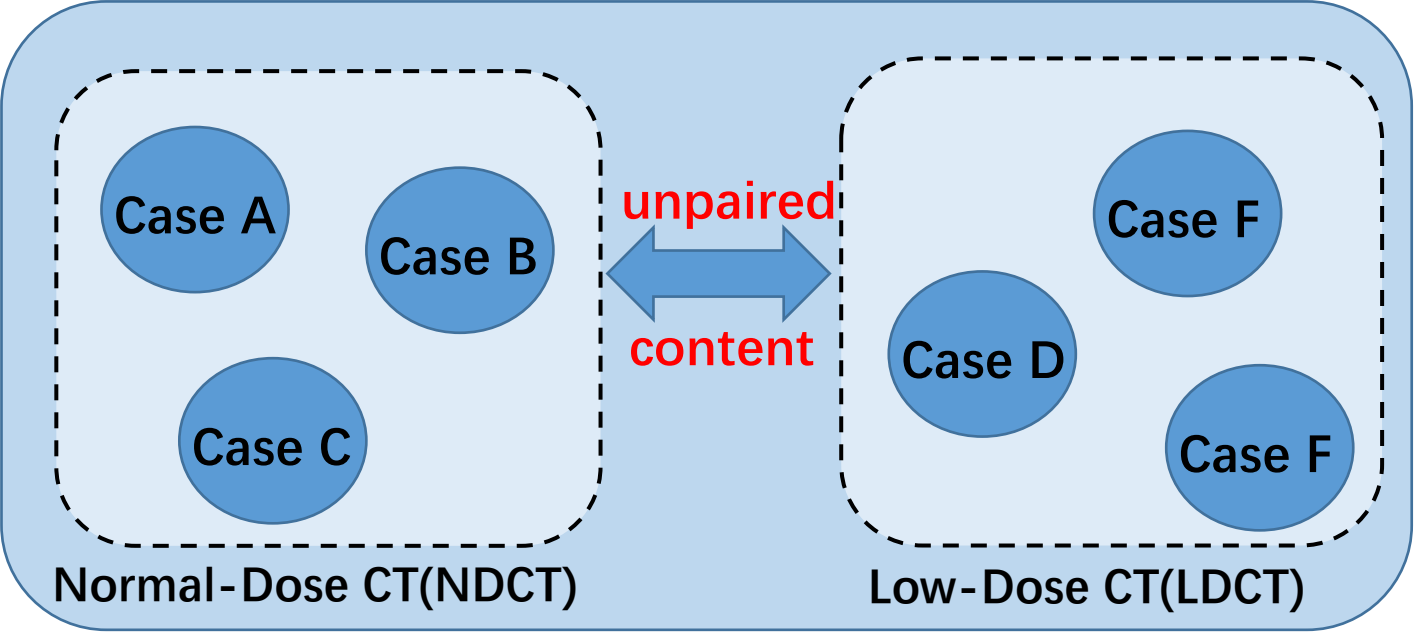 Case A
Case B
Case C
Normal-Dose CT(NDCT)
unpaired
content
Case F
Case D
Case F
Low-Dose CT(LDCT)